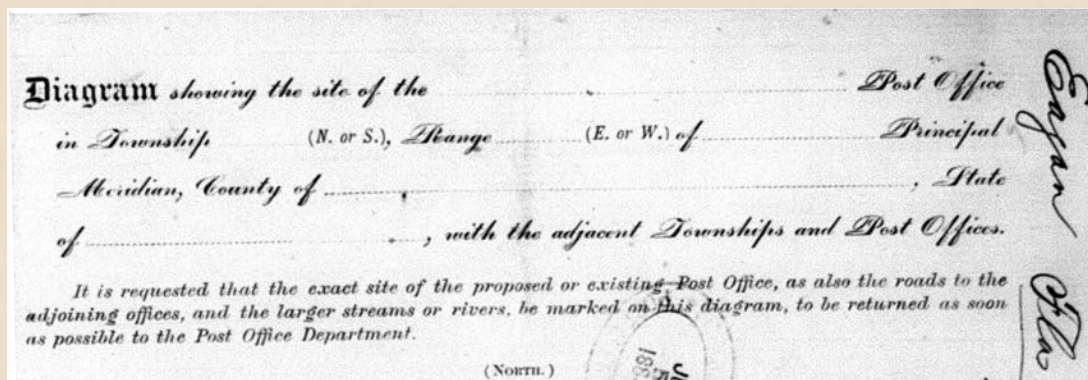 Diagram showing the site of the Post Office
in Township (N. or S.), Range (E. or W.) of Principal
Meridian, County of , State
of , with the adjacent Townships and Post Offices.
It is requested that the exact site of the proposed or existing Post Office, as also the roads to the
adjoining offices, and the larger streams or rivers, be marked on this diagram, to be returned as soon
as possible to the Post Office Department.
(NORTH.)
Eagan Fla